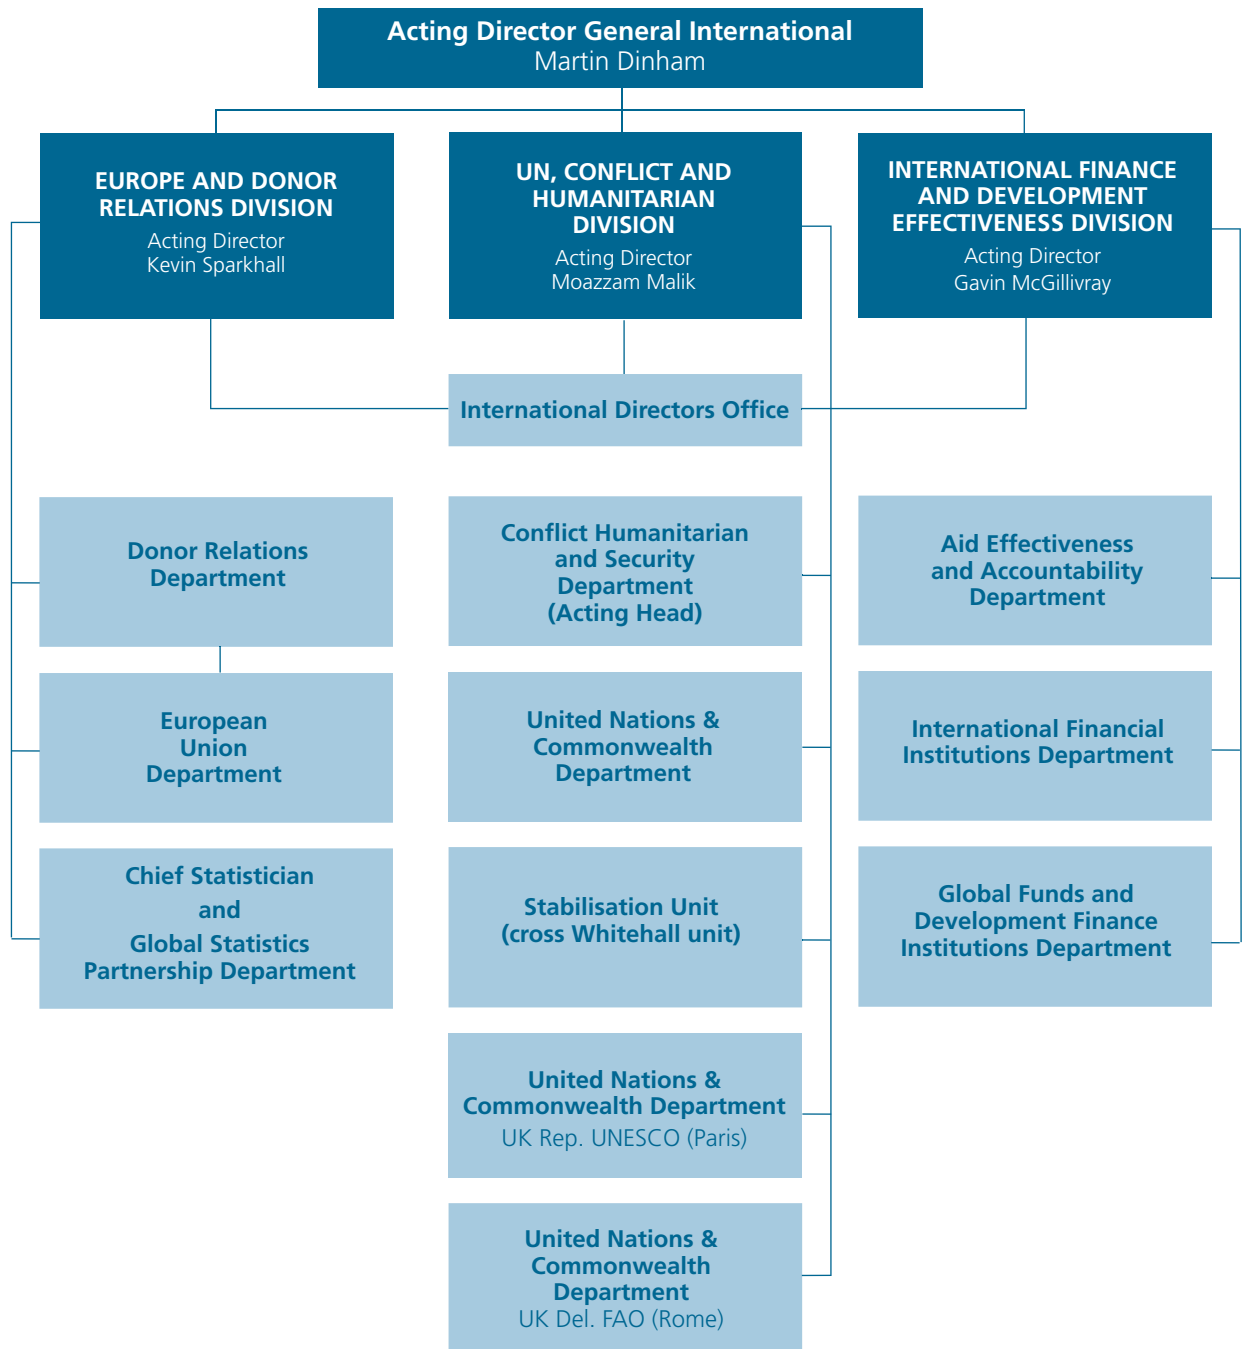 Acting Director General International
Martin Dinham
EUROPE AND DONOR
RELATIONS DIVISION
Acting Director
Kevin Sparkhall
UN, CONFLICT AND
HUMANITARIAN
DIVISION
Acting Director
Moazzam Malik
INTERNATIONAL FINANCE
AND DEVELOPMENT
EFFECTIVENESS DIVISION
Acting Director
Gavin McGillivray
International Directors Office
Donor Relations
Department
European
Union
Department
Chief Statistician
and
Global Statistics
Partnership Department
Conflict Humanitarian
and Security
Department
(Acting Head)
United Nations &
Commonwealth
Department
Stabilisation Unit
(cross Whitehall unit)
United Nations &
Commonwealth Department
UK Rep. UNESCO (Paris)
United Nations &
Commonwealth
Department
UK Del. FAO (Rome)
Aid Effectiveness
and Accountability
Department
International Financial
Institutions Department
Global Funds and
Development Finance
Institutions Department